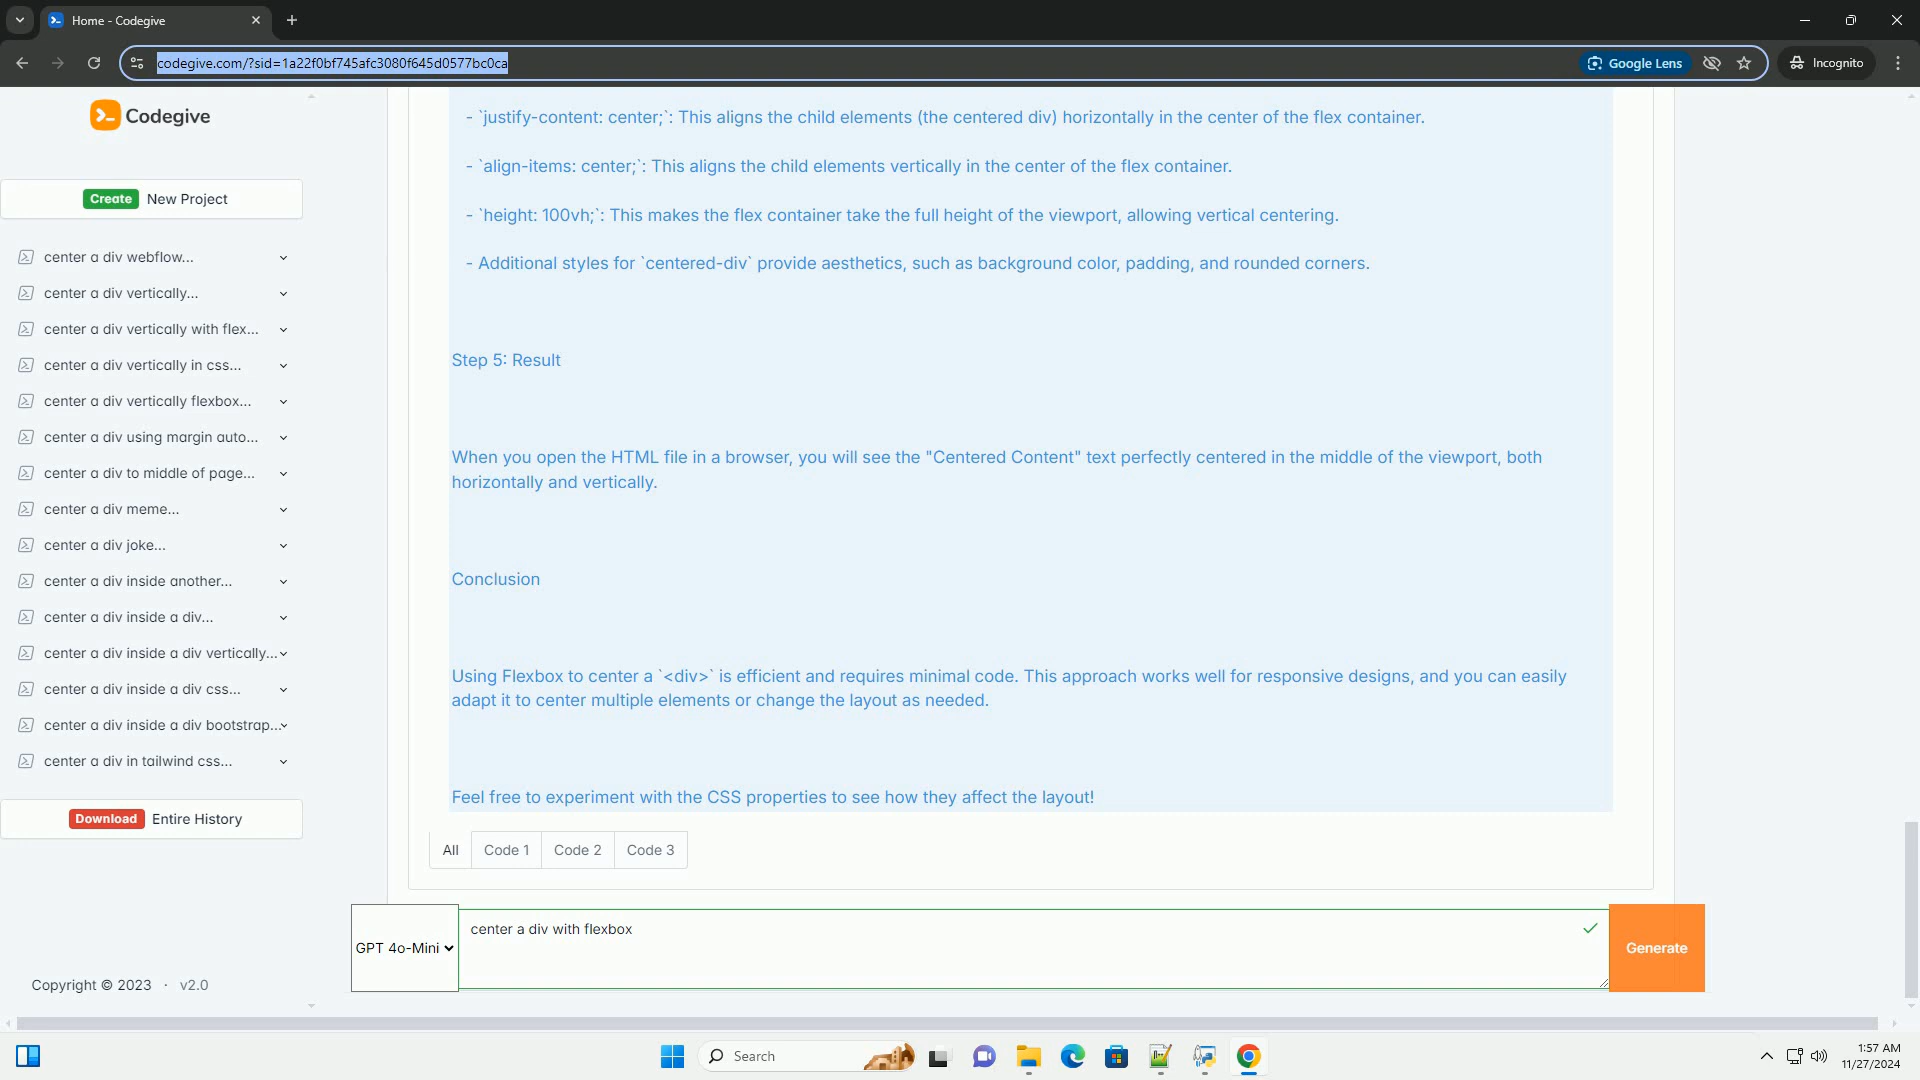 Home - Codegive
codegive.com/?sid=1a22f0bf745afc3080f645d0577bc0ca
Google Lens
Incognito
Codegive
Create New Project
center a div webflow...
center a div vertically...
center a div vertically with flex...
center a div vertically in css...
center a div vertically flexbox...
center a div using margin auto...
center a div to middle of page...
center a div meme...
center a div joke...
center a div inside another...
center a div inside a div...
center a div inside a div vertically...
center a div inside a div css...
center a div inside a div bootstrap...
center a div in tailwind css...
Download Entire History
Copyright © 2023 · v2.0
- `justify-content: center;`: This aligns the child elements (the centered div) horizontally in the center of the flex container.
- `align-items: center;`: This aligns the child elements vertically in the center of the flex container.
- `height: 100vh;`: This makes the flex container take the full height of the viewport, allowing vertical centering.
- Additional styles for `centered-div` provide aesthetics, such as background color, padding, and rounded corners.
Step 5: Result
When you open the HTML file in a browser, you will see the "Centered Content" text perfectly centered in the middle of the viewport, both
horizontally and vertically.
Conclusion
Using Flexbox to center a `<div>` is efficient and requires minimal code. This approach works well for responsive designs, and you can easily
adapt it to center multiple elements or change the layout as needed.
Feel free to experiment with the CSS properties to see how they affect the layout!
All Code 1 Code 2 Code 3
GPT 4o-Mini
center a div with flexbox
Generate
Search
1:57 AM
11/27/2024